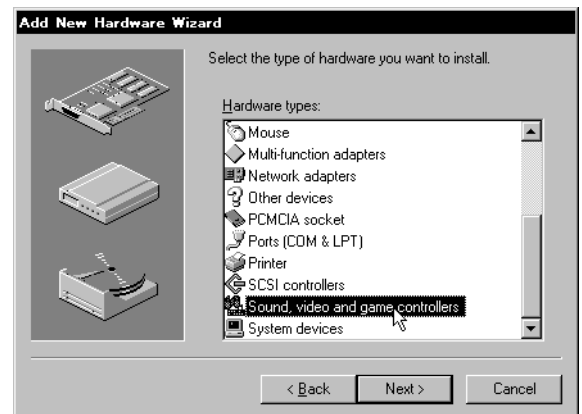 Add New Hardware Wizard
Select the type of hardware you want to install.
Hardware types:
Mouse
Multi-function adapters
Network adapters
Other devices
PCMCIA socket
Ports (COM & LPT)
Printer
SCSI controllers
Sound, video and game controllers
System devices
< Back
Next >
Cancel